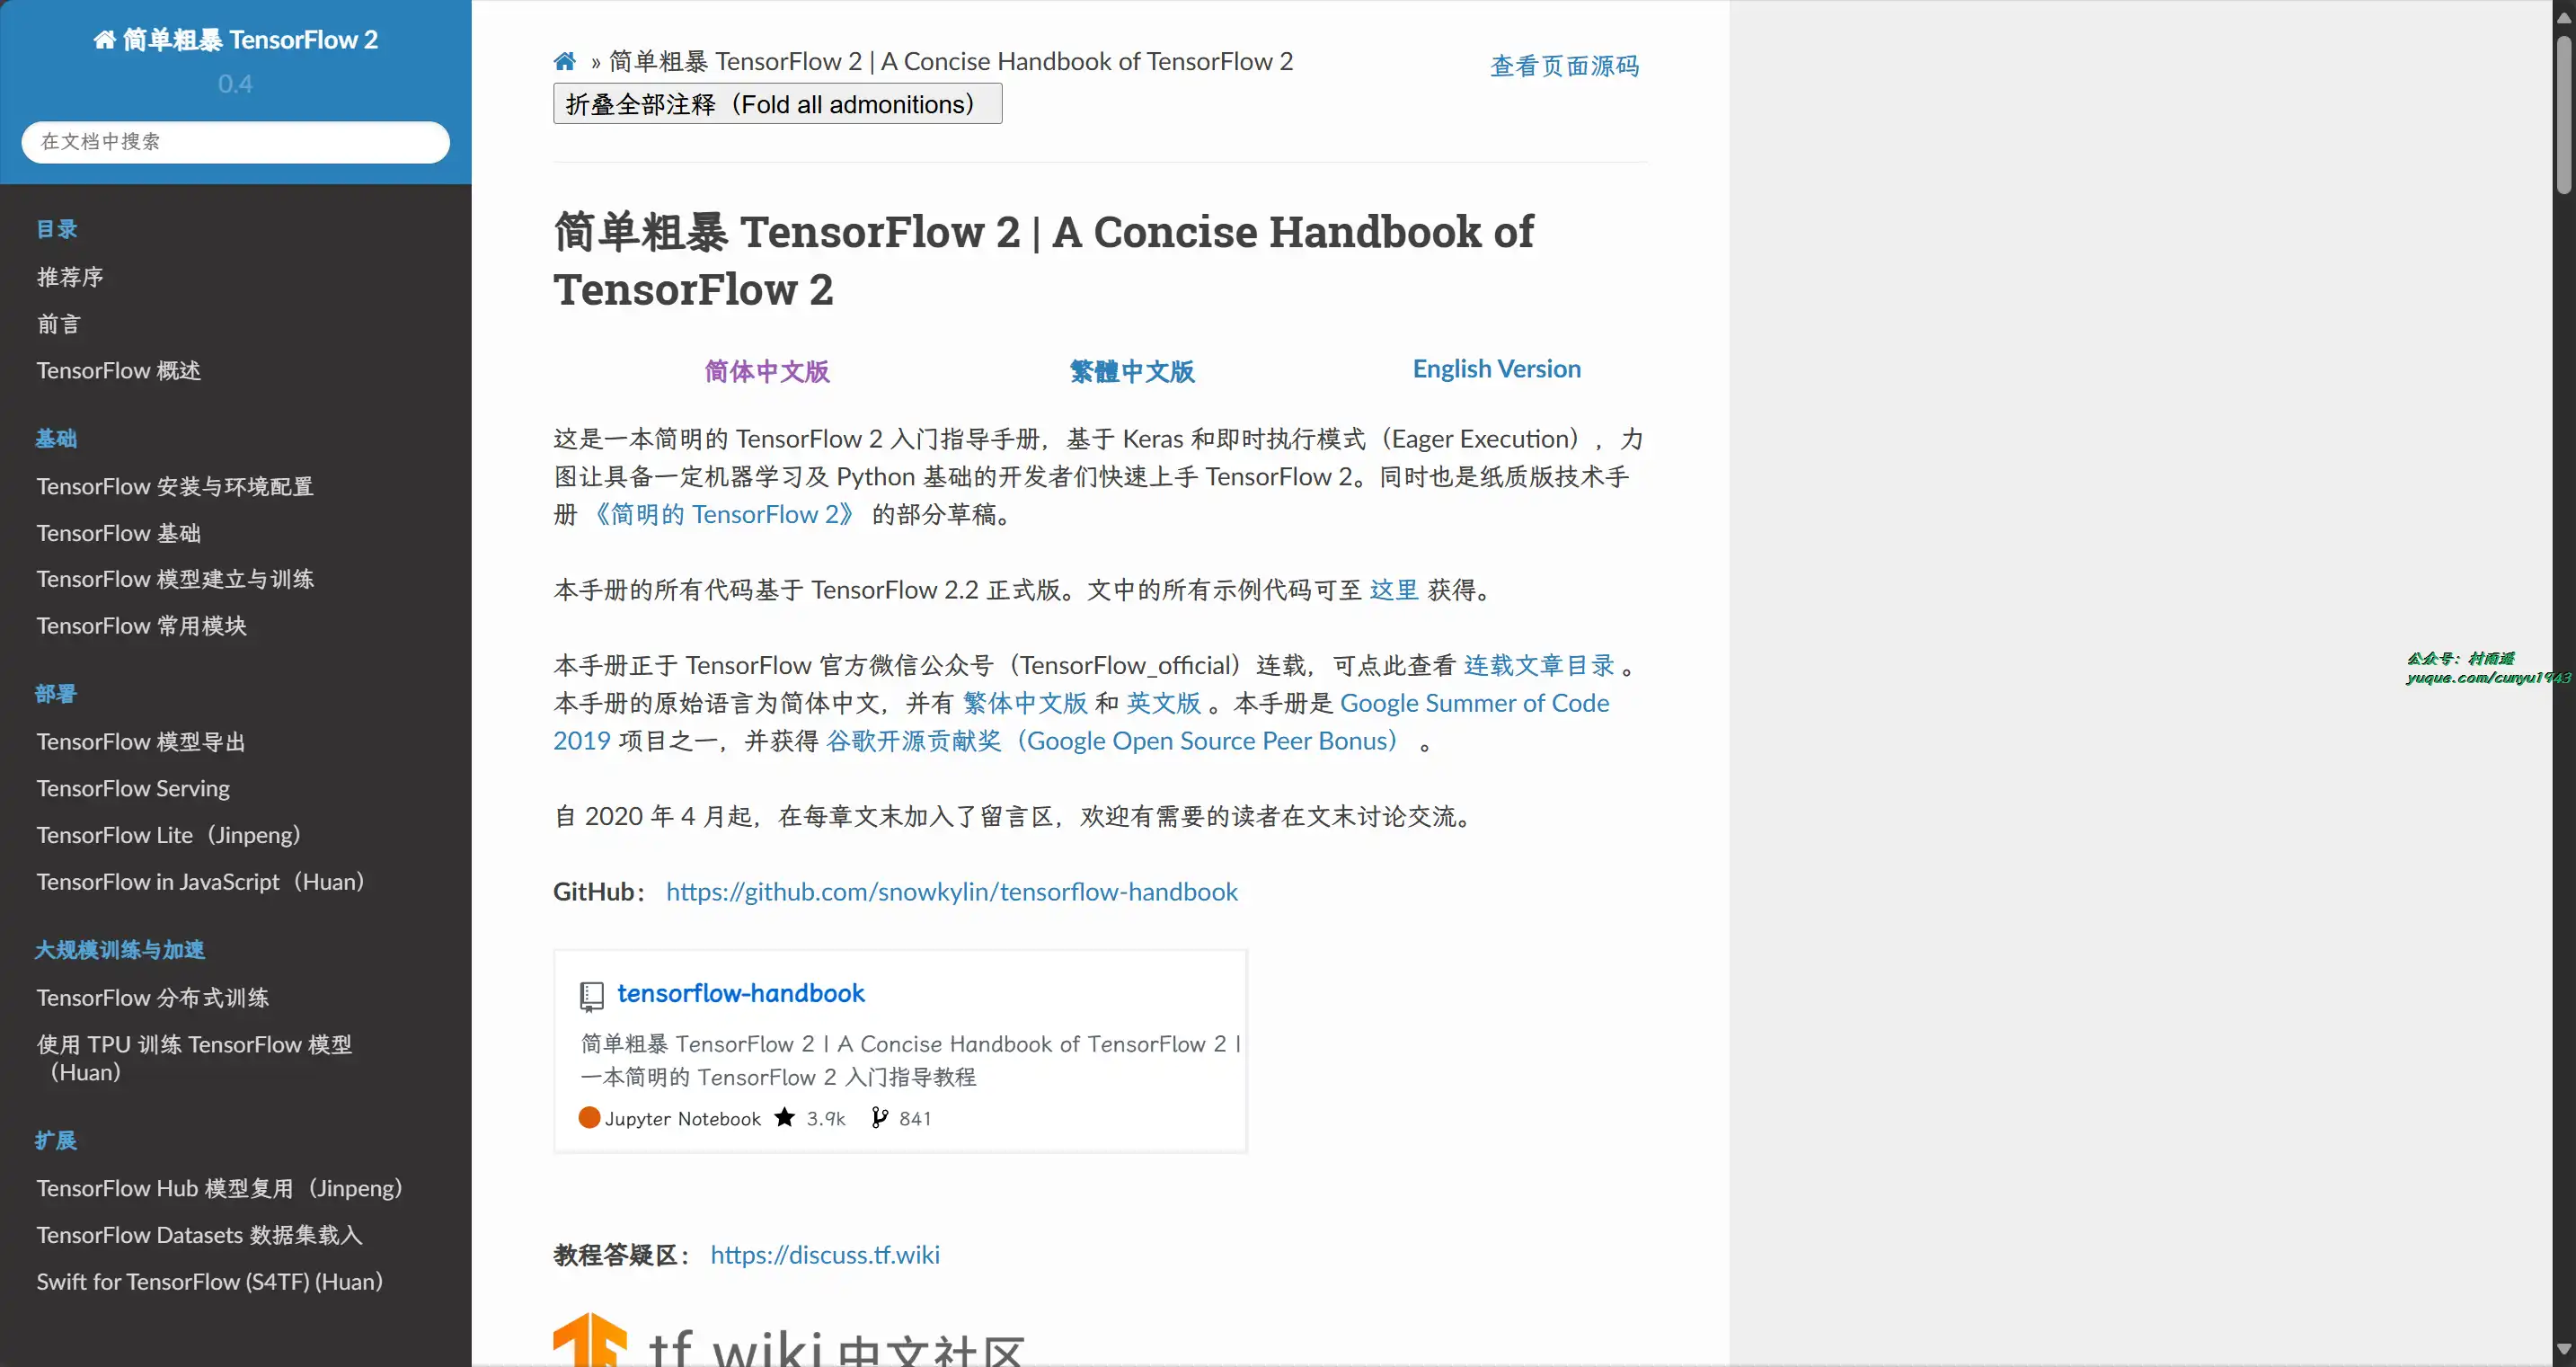 简单粗暴 TensorFlow 2
0.4
在文档中搜索
目录
推荐序
前言
TensorFlow 概述
基础
TensorFlow 安装与环境配置
TensorFlow 基础
TensorFlow 模型建立与训练
TensorFlow 常用模块
部署
TensorFlow 模型导出
TensorFlow Serving
TensorFlow Lite（Jinpeng）
TensorFlow in JavaScript（Huan）
大规模训练与加速
TensorFlow 分布式训练
使用 TPU 训练 TensorFlow 模型
（Huan）
扩展
TensorFlow Hub 模型复用（Jinpeng）
TensorFlow Datasets 数据集载入
Swift for TensorFlow (S4TF) (Huan）
» 简单粗暴 TensorFlow 2 | A Concise Handbook of TensorFlow 2
查看页面源码
折叠全部注释（Fold all admonitions）
简单粗暴 TensorFlow 2 | A Concise Handbook of
TensorFlow 2
简体中文版 繁體中文版 English Version
这是一本简明的 TensorFlow 2 入门指导手册，基于 Keras 和即时执行模式（Eager Execution），力
图让具备一定机器学习及 Python 基础的开发者们快速上手 TensorFlow 2。同时也是纸质版技术手
册 《简明的 TensorFlow 2》 的部分草稿。
本手册的所有代码基于 TensorFlow 2.2 正式版。文中的所有示例代码可至 这里 获得。
本手册正于 TensorFlow 官方微信公众号（TensorFlow_official）连载，可点此查看 连载文章目录 。
本手册的原始语言为简体中文，并有 繁体中文版 和 英文版 。本手册是 Google Summer of Code
2019 项目之一，并获得 谷歌开源贡献奖（Google Open Source Peer Bonus） 。
自 2020 年 4 月起，在每章文末加入了留言区，欢迎有需要的读者在文末讨论交流。
GitHub： https://github.com/snowkylin/tensorflow-handbook
tensorflow-handbook
简单粗暴 TensorFlow 2 | A Concise Handbook of TensorFlow 2 |
一本简明的 TensorFlow 2 入门指导教程
Jupyter Notebook 3.9k 841
教程答疑区： https://discuss.tf.wiki
tf wiki 中文社区
公众号：村雨遥
yuque.com/cunyu1943